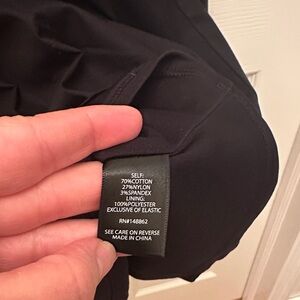 SELF:
70%COTTON
27%NYLON
3%SPANDEX
LINING:
100%POLYESTER
EXCLUSIVE OF ELASTIC
RN#148862
SEE CARE ON REVERSE
MADE IN CHINA